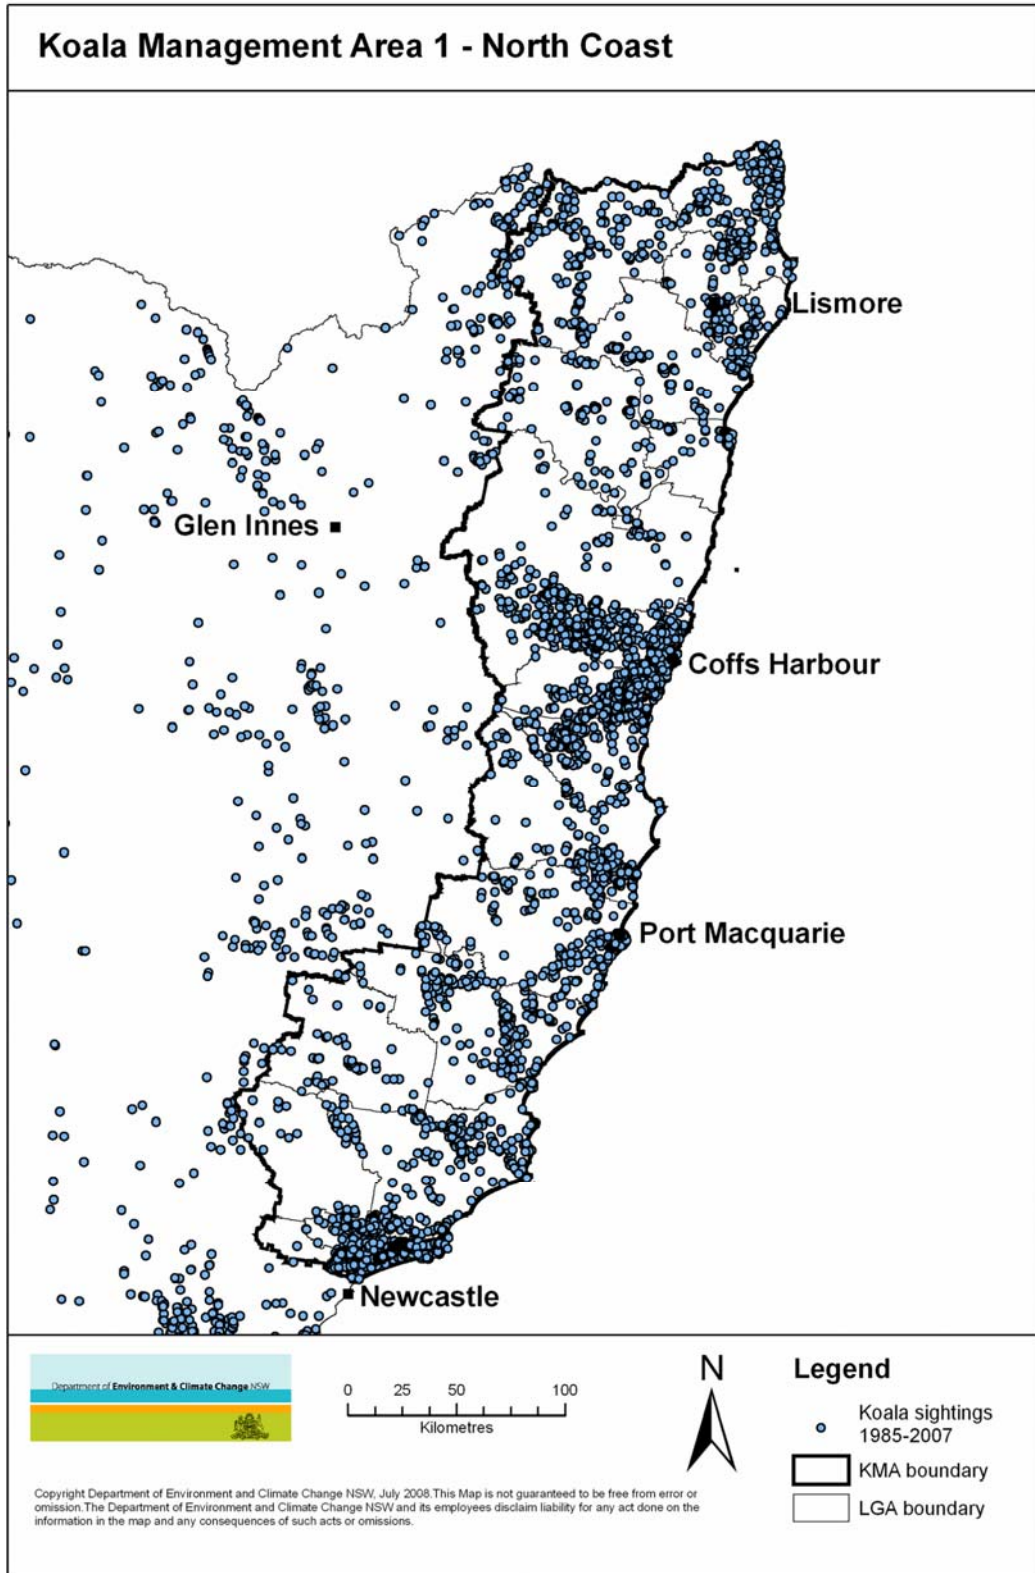 Koala Management Area 1 - North Coast
Lismore
Glen Innes
Coffs Harbour
Port Macquarie
Newcastle
Department of Environment & Climate Change NSW
0 25 50 100
Kilometres
N
Legend
Koala sightings
1985-2007
KMA boundary
LGA boundary
Copyright Department of Environment and Climate Change NSW, July 2008.This Map is not guaranteed to be free from error or
omission.The Department of Environment and Climate Change NSW and its employees disclaim liability for any act done on the
information in the map and any consequences of such acts or omissions.